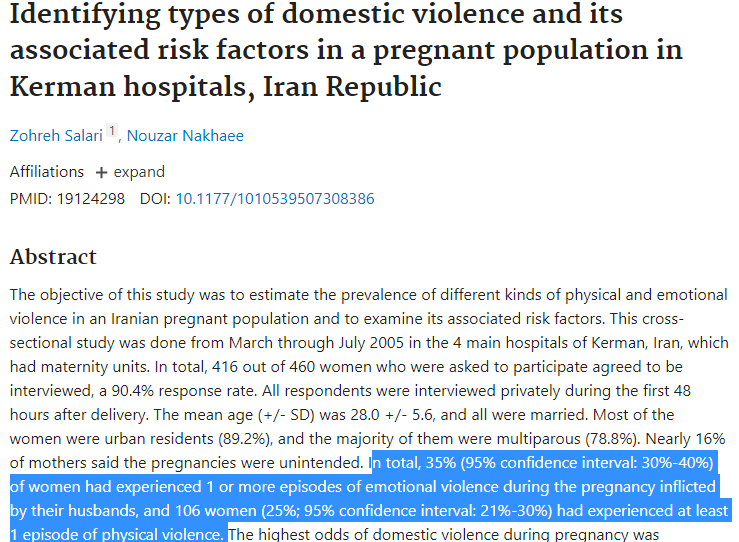 Identifying types of domestic violence and its
associated risk factors in a pregnant population in
Kerman hospitals, Iran Republic
Zohreh Salari 1, Nouzar Nakhaee
Affiliations + expand
PMID: 19124298 DOI: 10.1177/1010539507308386
Abstract
The objective of this study was to estimate the prevalence of different kinds of physical and emotional
violence in an Iranian pregnant population and to examine its associated risk factors. This cross-
sectional study was done from March through July 2005 in the 4 main hospitals of Kerman, Iran, which
had maternity units. In total, 416 out of 460 women who were asked to participate agreed to be
interviewed, a 90.4% response rate. All respondents were interviewed privately during the first 48
hours after delivery. The mean age (+/- SD) was 28.0 +/- 5.6, and all were married. Most of the
women were urban residents (89.2%), and the majority of them were multiparous (78.8%). Nearly 16%
of mothers said the pregnancies were unintended. In total, 35% (95% confidence interval: 30%-40%)
of women had experienced 1 or more episodes of emotional violence during the pregnancy inflicted
by their husbands, and 106 women (25%; 95% confidence interval: 21%-30%) had experienced at least
1 episode of physical violence. The highest odds of domestic violence during pregnancy was